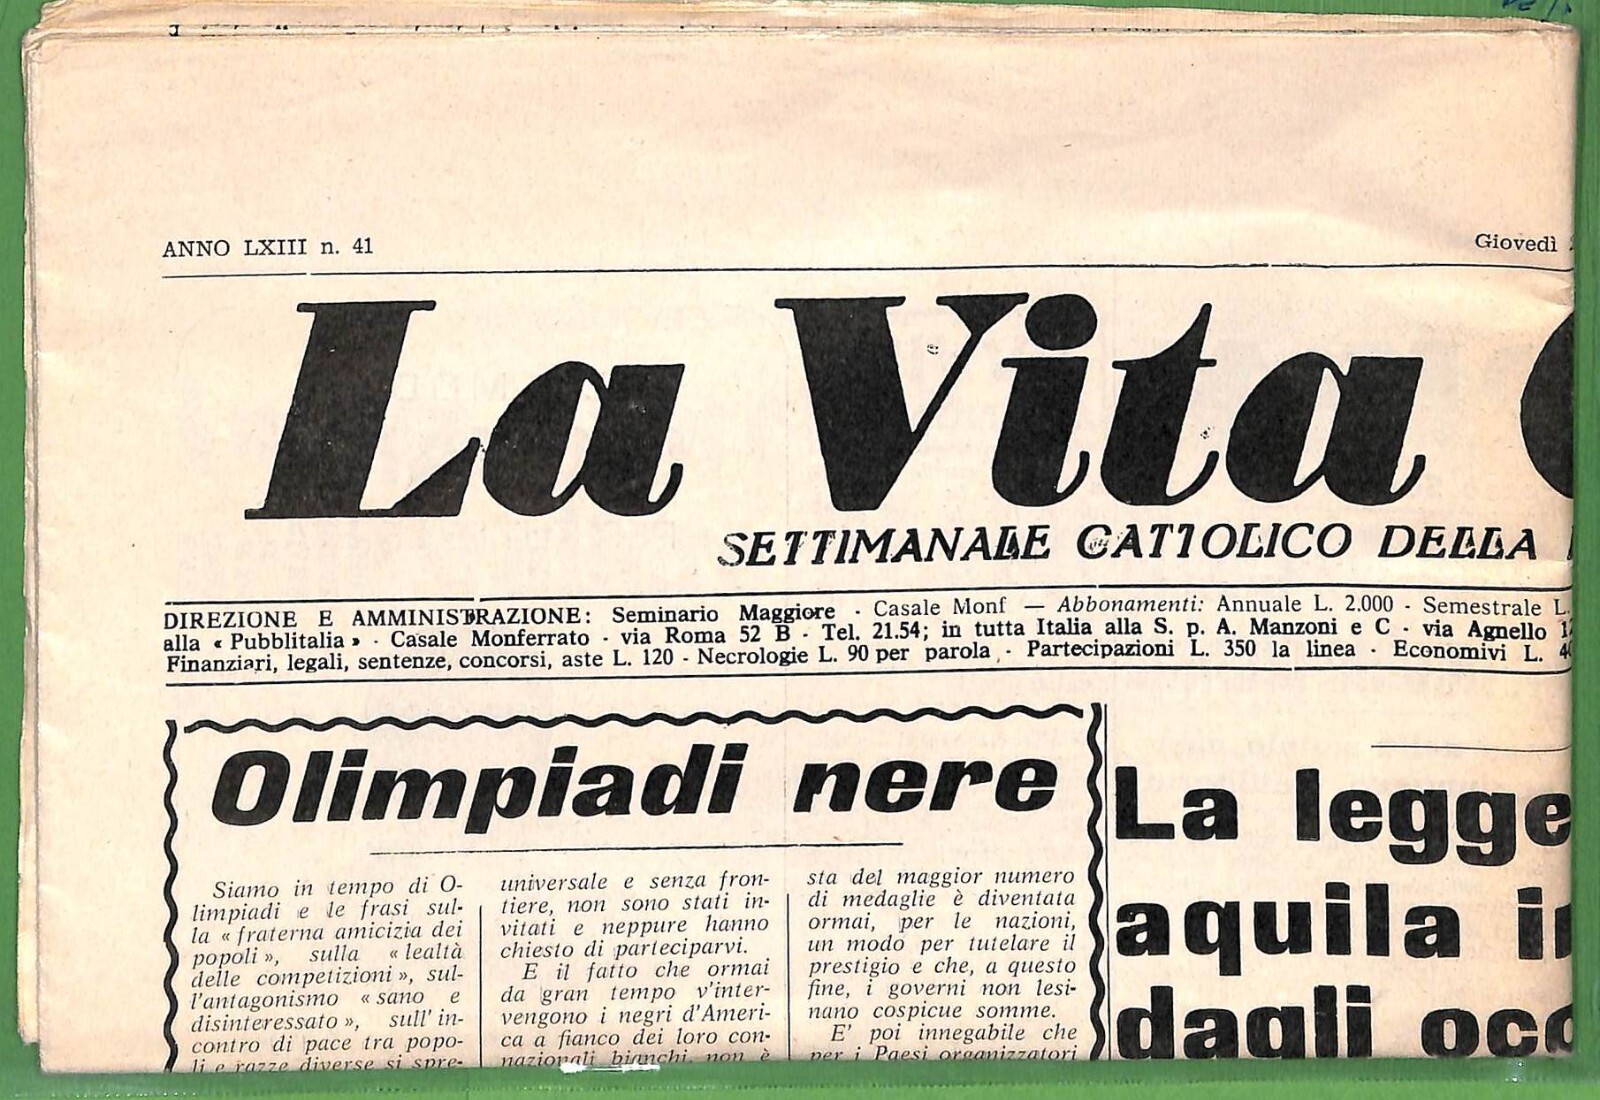 ANNO LXIII n. 41
Giovedì
La Vita
SETTIMANALE CATTOLICO DELLA
DIREZIONE E AMMINISTRAZIONE: Seminario Maggiore - Casale Monf — Abbonamenti: Annuale L. 2.000 - Semestrale L.
alla « Pubblitalia » - Casale Monferrato - via Roma 52 B - Tel. 21.54; in tutta Italia alla S. p. A. Manzoni e C - via Agnello
Finanziari, legali, sentenze, concorsi, aste L. 120 - Necrologie L. 90 per parola - Partecipazioni L. 350 la linea - Economivi L.
Olimpiadi nere
Siamo in tempo di O-
limpiadi e le frasi sul-
la « fraterna amicizia dei
popoli », sulla « lealtà
delle competizioni », sul-
l'antagonismo « sano e
disinteressato », sull' in-
contro di pace tra popo-
li e razze diverse si spre-
universale e senza fron-
tiere, non sono stati in-
vitati e neppure hanno
chiesto di parteciparvi.
E il fatto che ormai
da gran tempo v'inter-
vengono i negri d'Ameri-
ca a fianco dei loro con-
nazionali bianchi, non è
sta del maggior numero
di medaglie è diventata
ormai, per le nazioni,
un modo per tutelare il
prestigio e che, a questo
fine, i governi non lesi-
nano cospicue somme.
E' poi innegabile che
per i Paesi organizzatori
La legge
aquila
dagli